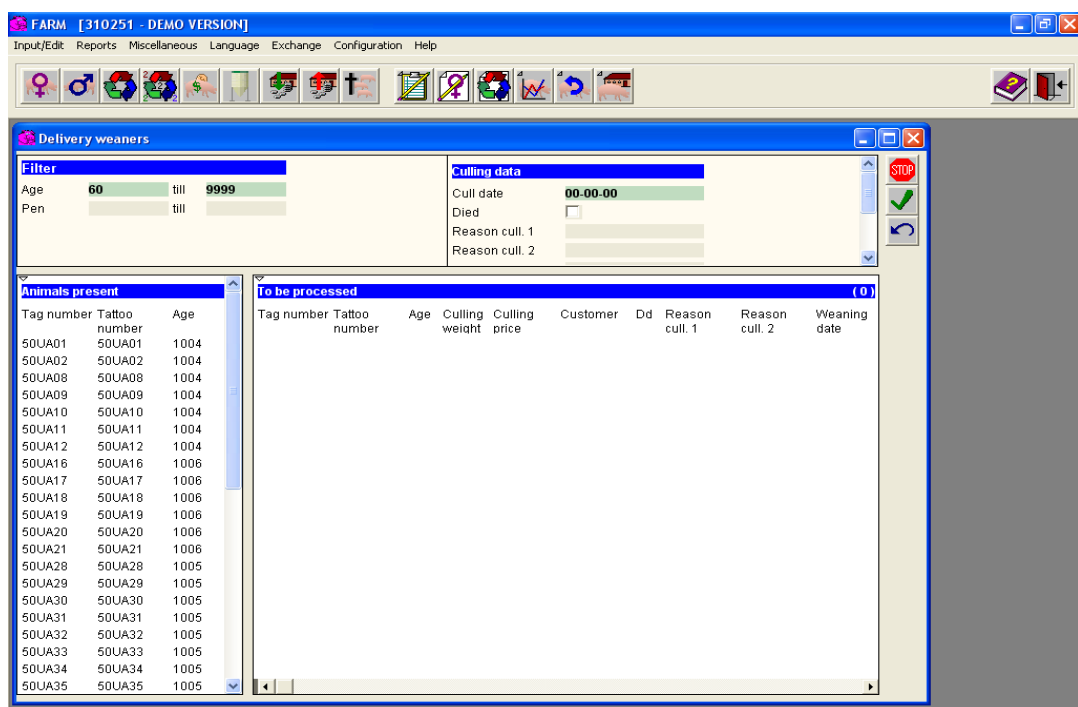 FARM [310251 - DEMO VERSION]
Input/Edit Reports Miscellaneous Language Exchange Configuration Help
Delivery weaners
Filter
Age 60 till 9999
Pen till
Culling data
Cull date 00-00-00
Died
Reason cull. 1
Reason cull. 2
STOP
Animals present
Tag number Tattoo number Age
50UA01 50UA01 1004
50UA02 50UA02 1004
50UA08 50UA08 1004
50UA09 50UA09 1004
50UA10 50UA10 1004
50UA11 50UA11 1004
50UA12 50UA12 1004
50UA16 50UA16 1006
50UA17 50UA17 1006
50UA18 50UA18 1006
50UA19 50UA19 1006
50UA20 50UA20 1006
50UA21 50UA21 1006
50UA28 50UA28 1005
50UA29 50UA29 1005
50UA30 50UA30 1005
50UA31 50UA31 1005
50UA32 50UA32 1005
50UA33 50UA33 1005
50UA34 50UA34 1005
50UA35 50UA35 1005
To be processed ( 0 )
Tag number Tattoo number Age Culling weight Culling price Customer Dd Reason cull. 1 Reason cull. 2 Weaning date